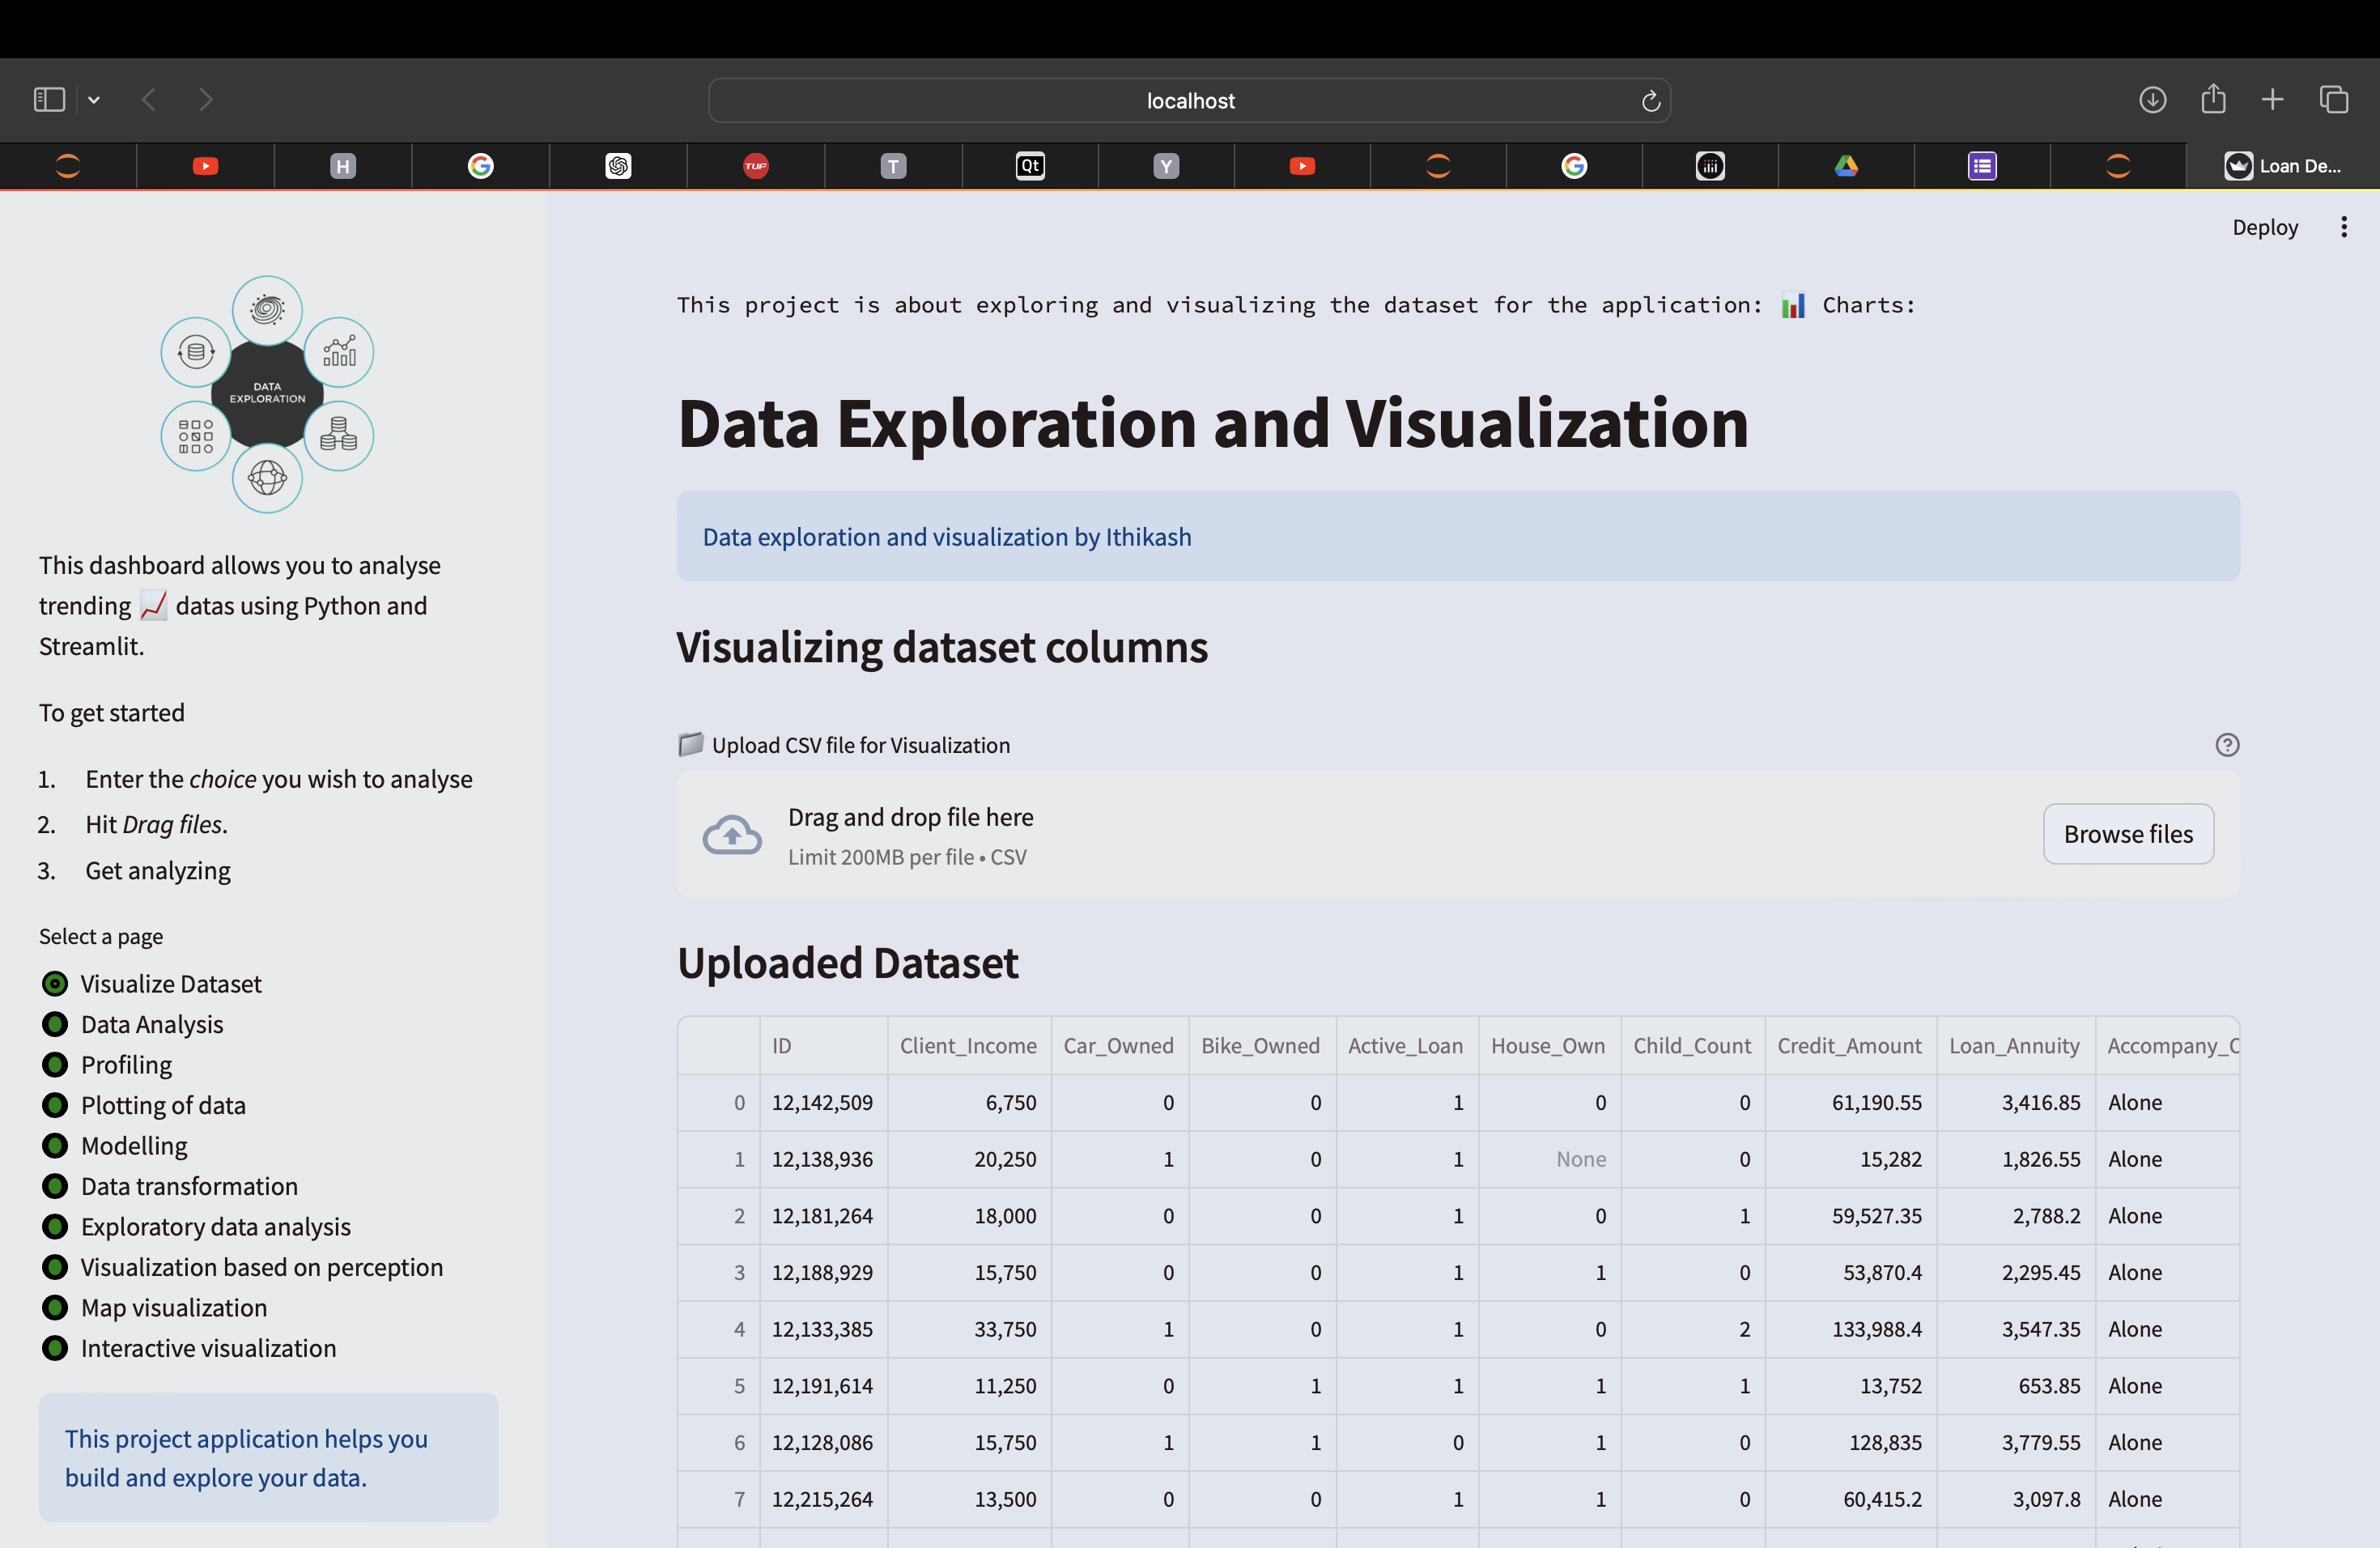 localhost
TUF
H
T
Qt
Y
Loan De...
Deploy
DATA
EXPLORATION
This dashboard allows you to analyse
trending 📈 datas using Python and
Streamlit.
To get started
1. Enter the choice you wish to analyse
2. Hit Drag files.
3. Get analyzing
Select a page
Visualize Dataset
Data Analysis
Profiling
Plotting of data
Modelling
Data transformation
Exploratory data analysis
Visualization based on perception
Map visualization
Interactive visualization
This project application helps you
build and explore your data.
This project is about exploring and visualizing the dataset for the application: 📊 Charts:
Data Exploration and Visualization
Data exploration and visualization by Ithikash
Visualizing dataset columns
📁 Upload CSV file for Visualization
Drag and drop file here
Limit 200MB per file • CSV
Browse files
Uploaded Dataset
ID Client_Income Car_Owned Bike_Owned Active_Loan House_Own Child_Count Credit_Amount Loan_Annuity Accompany_C
0 12,142,509 6,750 0 0 1 0 0 61,190.55 3,416.85 Alone
1 12,138,936 20,250 1 0 1 None 0 15,282 1,826.55 Alone
2 12,181,264 18,000 0 0 1 0 1 59,527.35 2,788.2 Alone
3 12,188,929 15,750 0 0 1 1 0 53,870.4 2,295.45 Alone
4 12,133,385 33,750 1 0 1 0 2 133,988.4 3,547.35 Alone
5 12,191,614 11,250 0 1 1 1 1 13,752 653.85 Alone
6 12,128,086 15,750 1 1 0 1 0 128,835 3,779.55 Alone
7 12,215,264 13,500 0 0 1 1 0 60,415.2 3,097.8 Alone